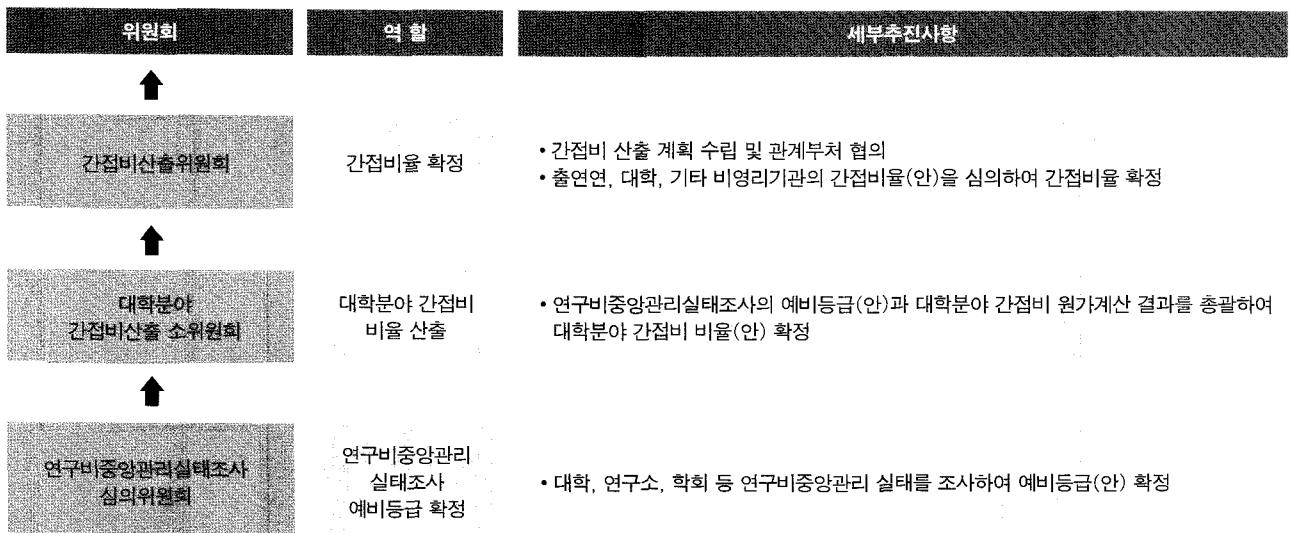 위원회
역 할
세부추진사항
간접비산출위원회
간접비율 확정
• 간접비 산출 계획 수립 및 관계부처 협의
• 출연연, 대학, 기타 비영리기관의 간접비율(안)을 심의하여 간접비율 확정
대학분야
간접비산출 소위원회
대학분야 간접비
비율 산출
• 연구비중앙관리실태조사의 예비등급(안)과 대학분야 간접비 원가계산 결과를 총괄하여
대학분야 간접비 비율(안) 확정
연구비중앙관리실태조사
심의위원회
연구비중앙관리
실태조사
예비등급 확정
• 대학, 연구소, 학회 등 연구비중앙관리 실태를 조사하여 예비등급(안) 확정